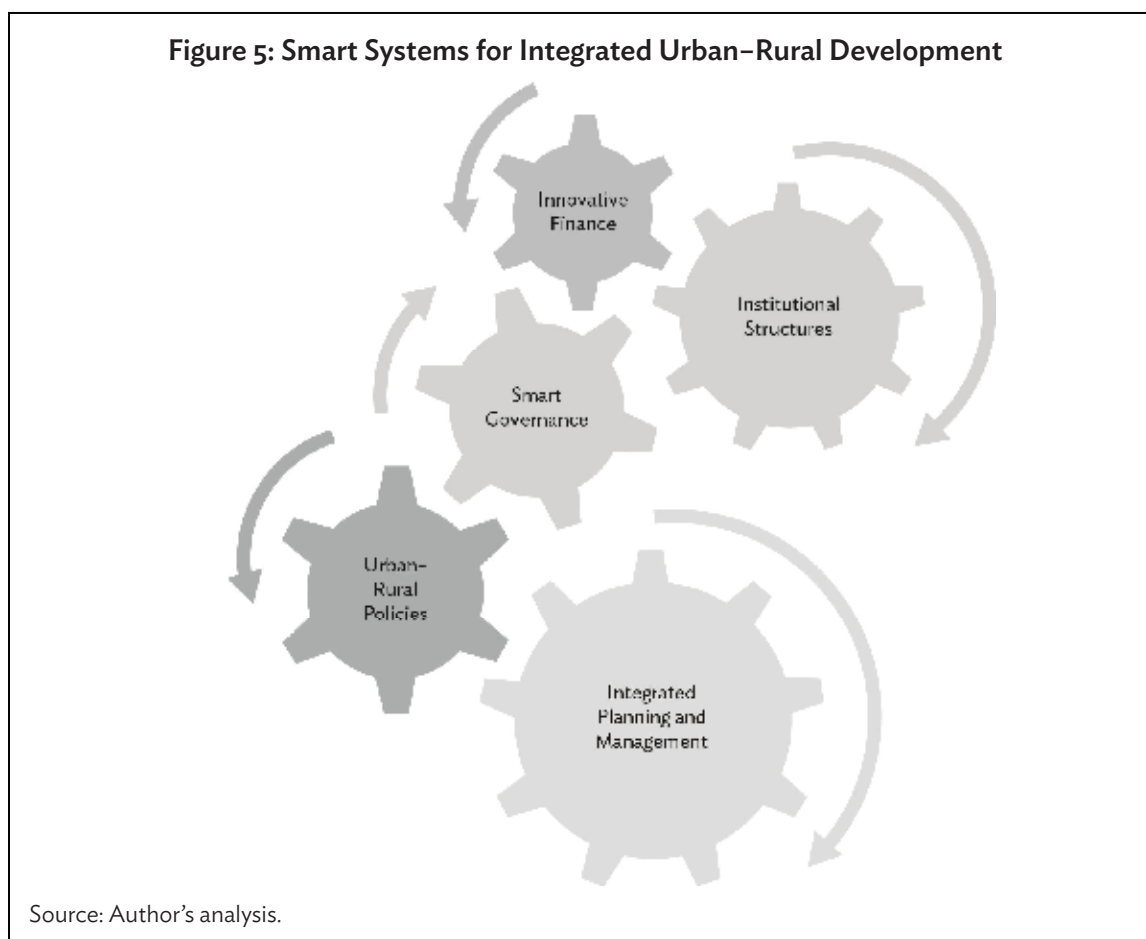 Figure 5: Smart Systems for Integrated Urban–Rural Development
Innovative
Finance
Institutional
Structures
Smart
Governance
Urban–
Rural
Policies
Integrated
Planning and
Management
Source: Author’s analysis.